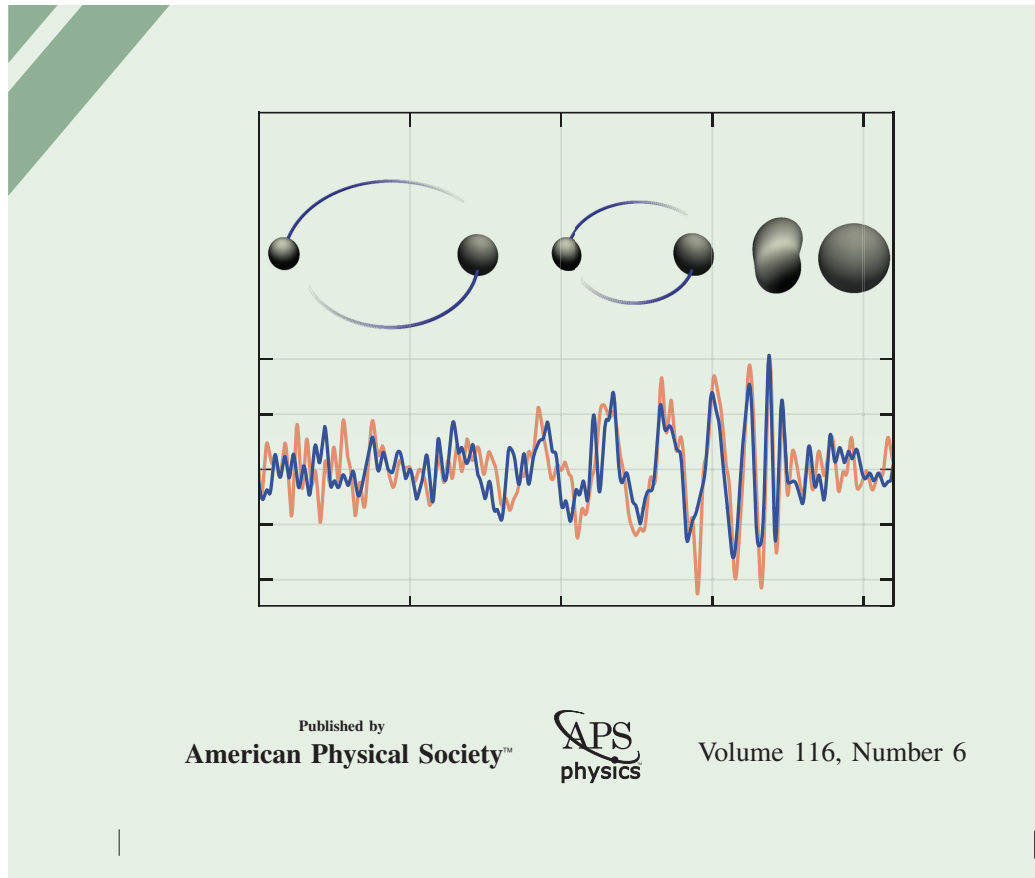 Published by
American Physical Society™
APS
physics
Volume 116, Number 6